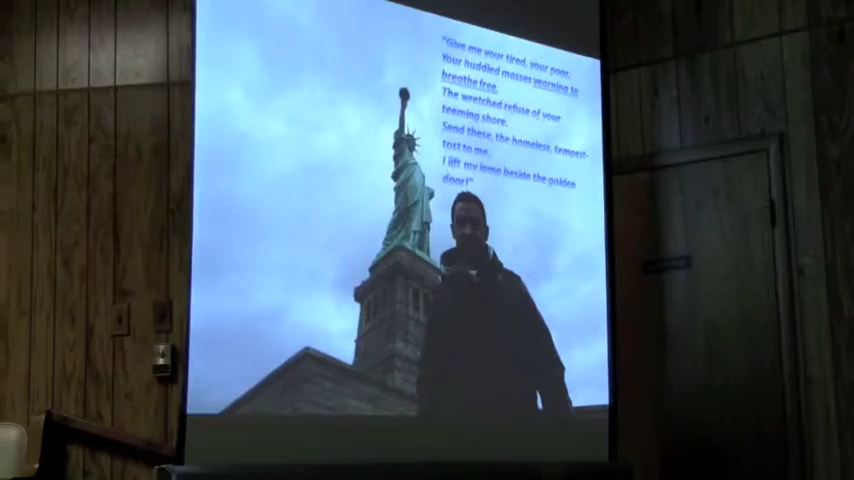 "Give me your tired, your poor,
Your huddled masses yearning to
breathe free,
The wretched refuse of your
teeming shore.
Send these, the homeless, tempest-
tost to me,
I lift my lamp beside the golden
door!"